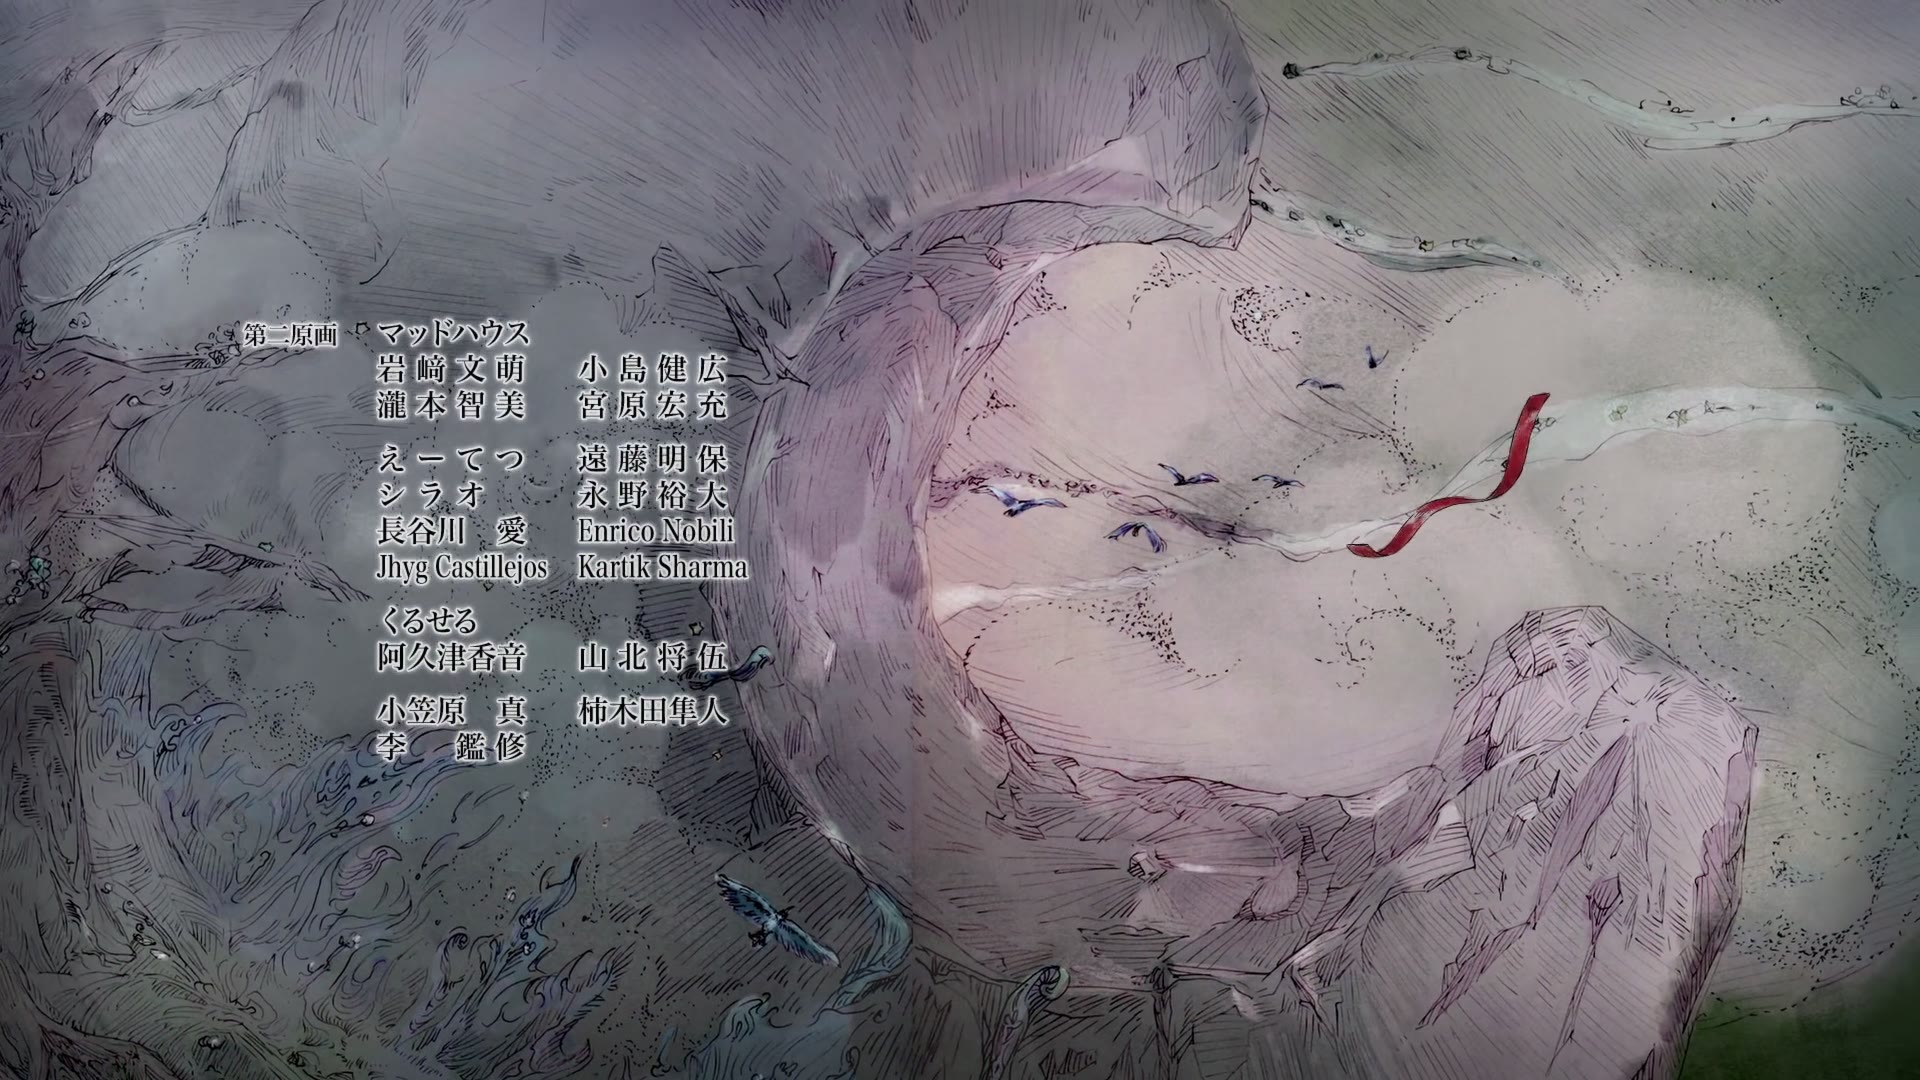 第二原画 マッドハウス
岩﨑文萌 小島健広
瀧本智美 宮原宏充
えーてつ 遠藤明保
シラオ 永野裕大
長谷川 愛 Enrico Nobili
Jhyg Castillejos Kartik Sharma
くるせる
阿久津香音 山北将伍
小笠原 真 柿木田隼人
李 鑑修